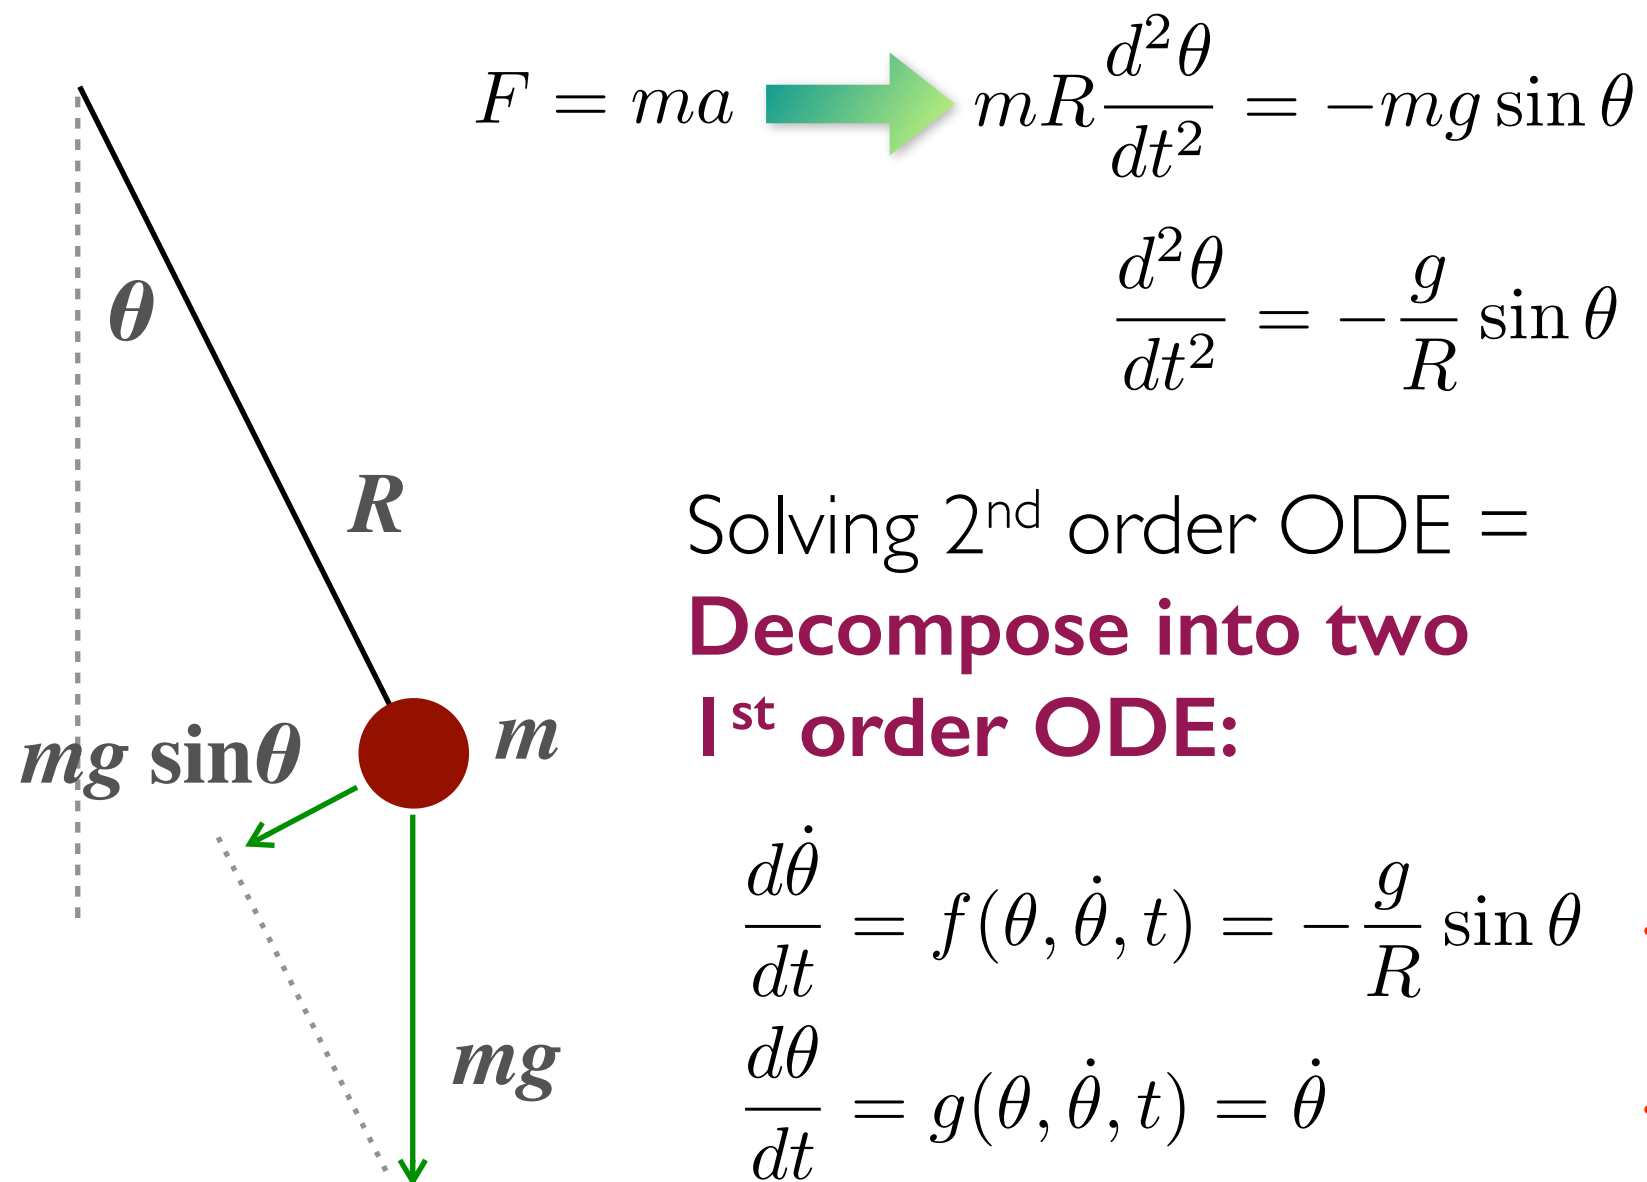 F = ma
mR d²θ/dt² = −mg sin θ
d²θ/dt² = −g/R sin θ
θ
R
Solving 2nd order ODE =
Decompose into two
1st order ODE:
m
mg sinθ
mg
dθ̇/dt = f(θ, θ̇, t) = −g/R sin θ
dθ/dt = g(θ, θ̇, t) = θ̇